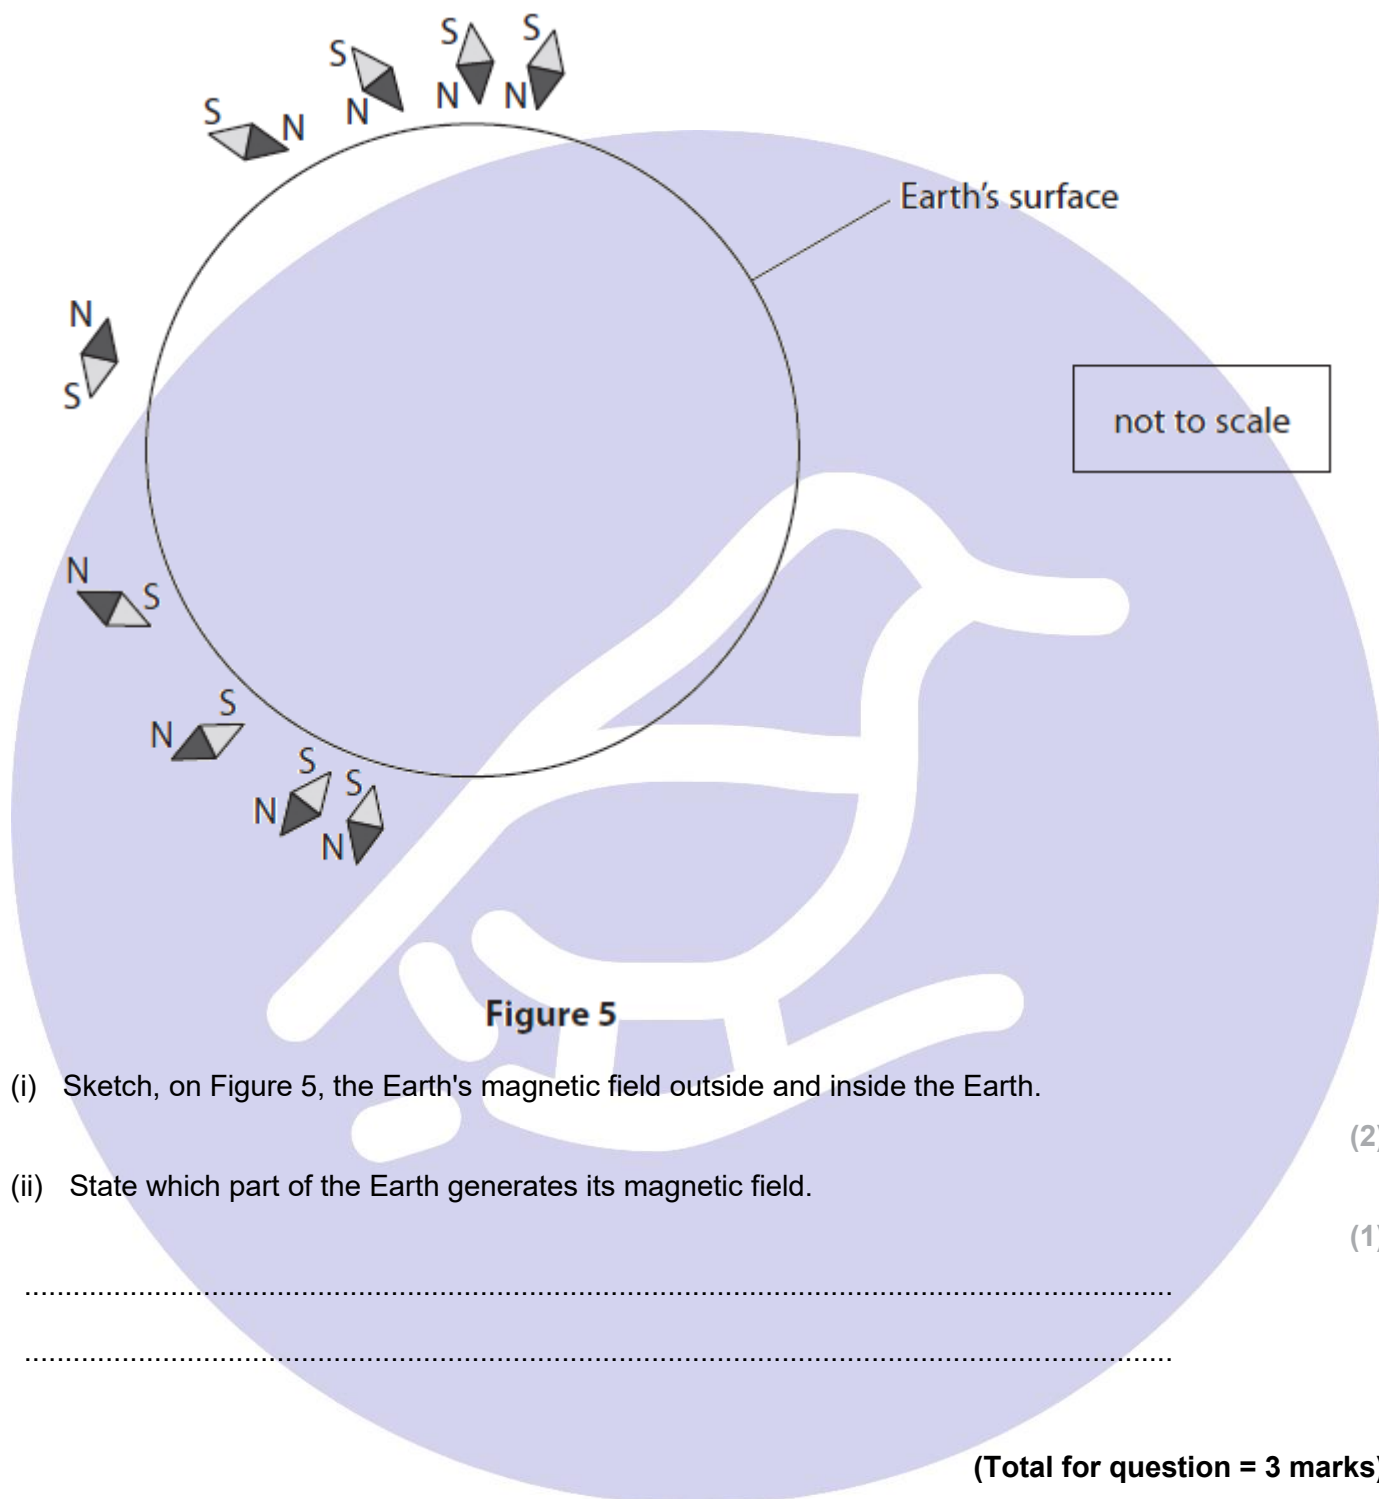 S S
S
S N
N N N
Earth's surface
N
S
not to scale
N
S
S
N
S S
N
N
Figure 5
(i) Sketch, on Figure 5, the Earth's magnetic field outside and inside the Earth.
(2)
(ii) State which part of the Earth generates its magnetic field.
(1)
..............................................................................................................................................
..............................................................................................................................................
(Total for question = 3 marks)